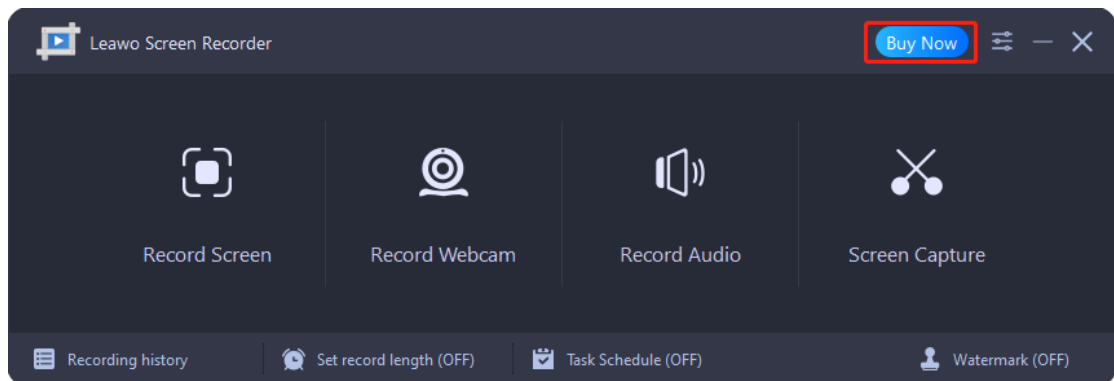 Leawo Screen Recorder
Buy Now
Record Screen
Record Webcam
Record Audio
Screen Capture
Recording history
Set record length (OFF)
Task Schedule (OFF)
Watermark (OFF)